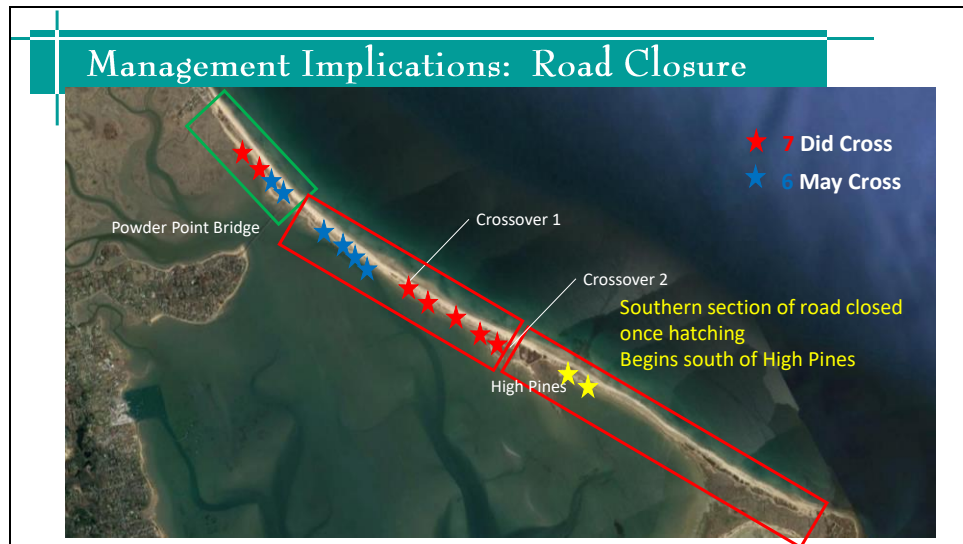 Management Implications: Road Closure
7 Did Cross
6 May Cross
Powder Point Bridge
Crossover 1
Crossover 2
Southern section of road closed
once hatching
Begins south of High Pines
High Pines